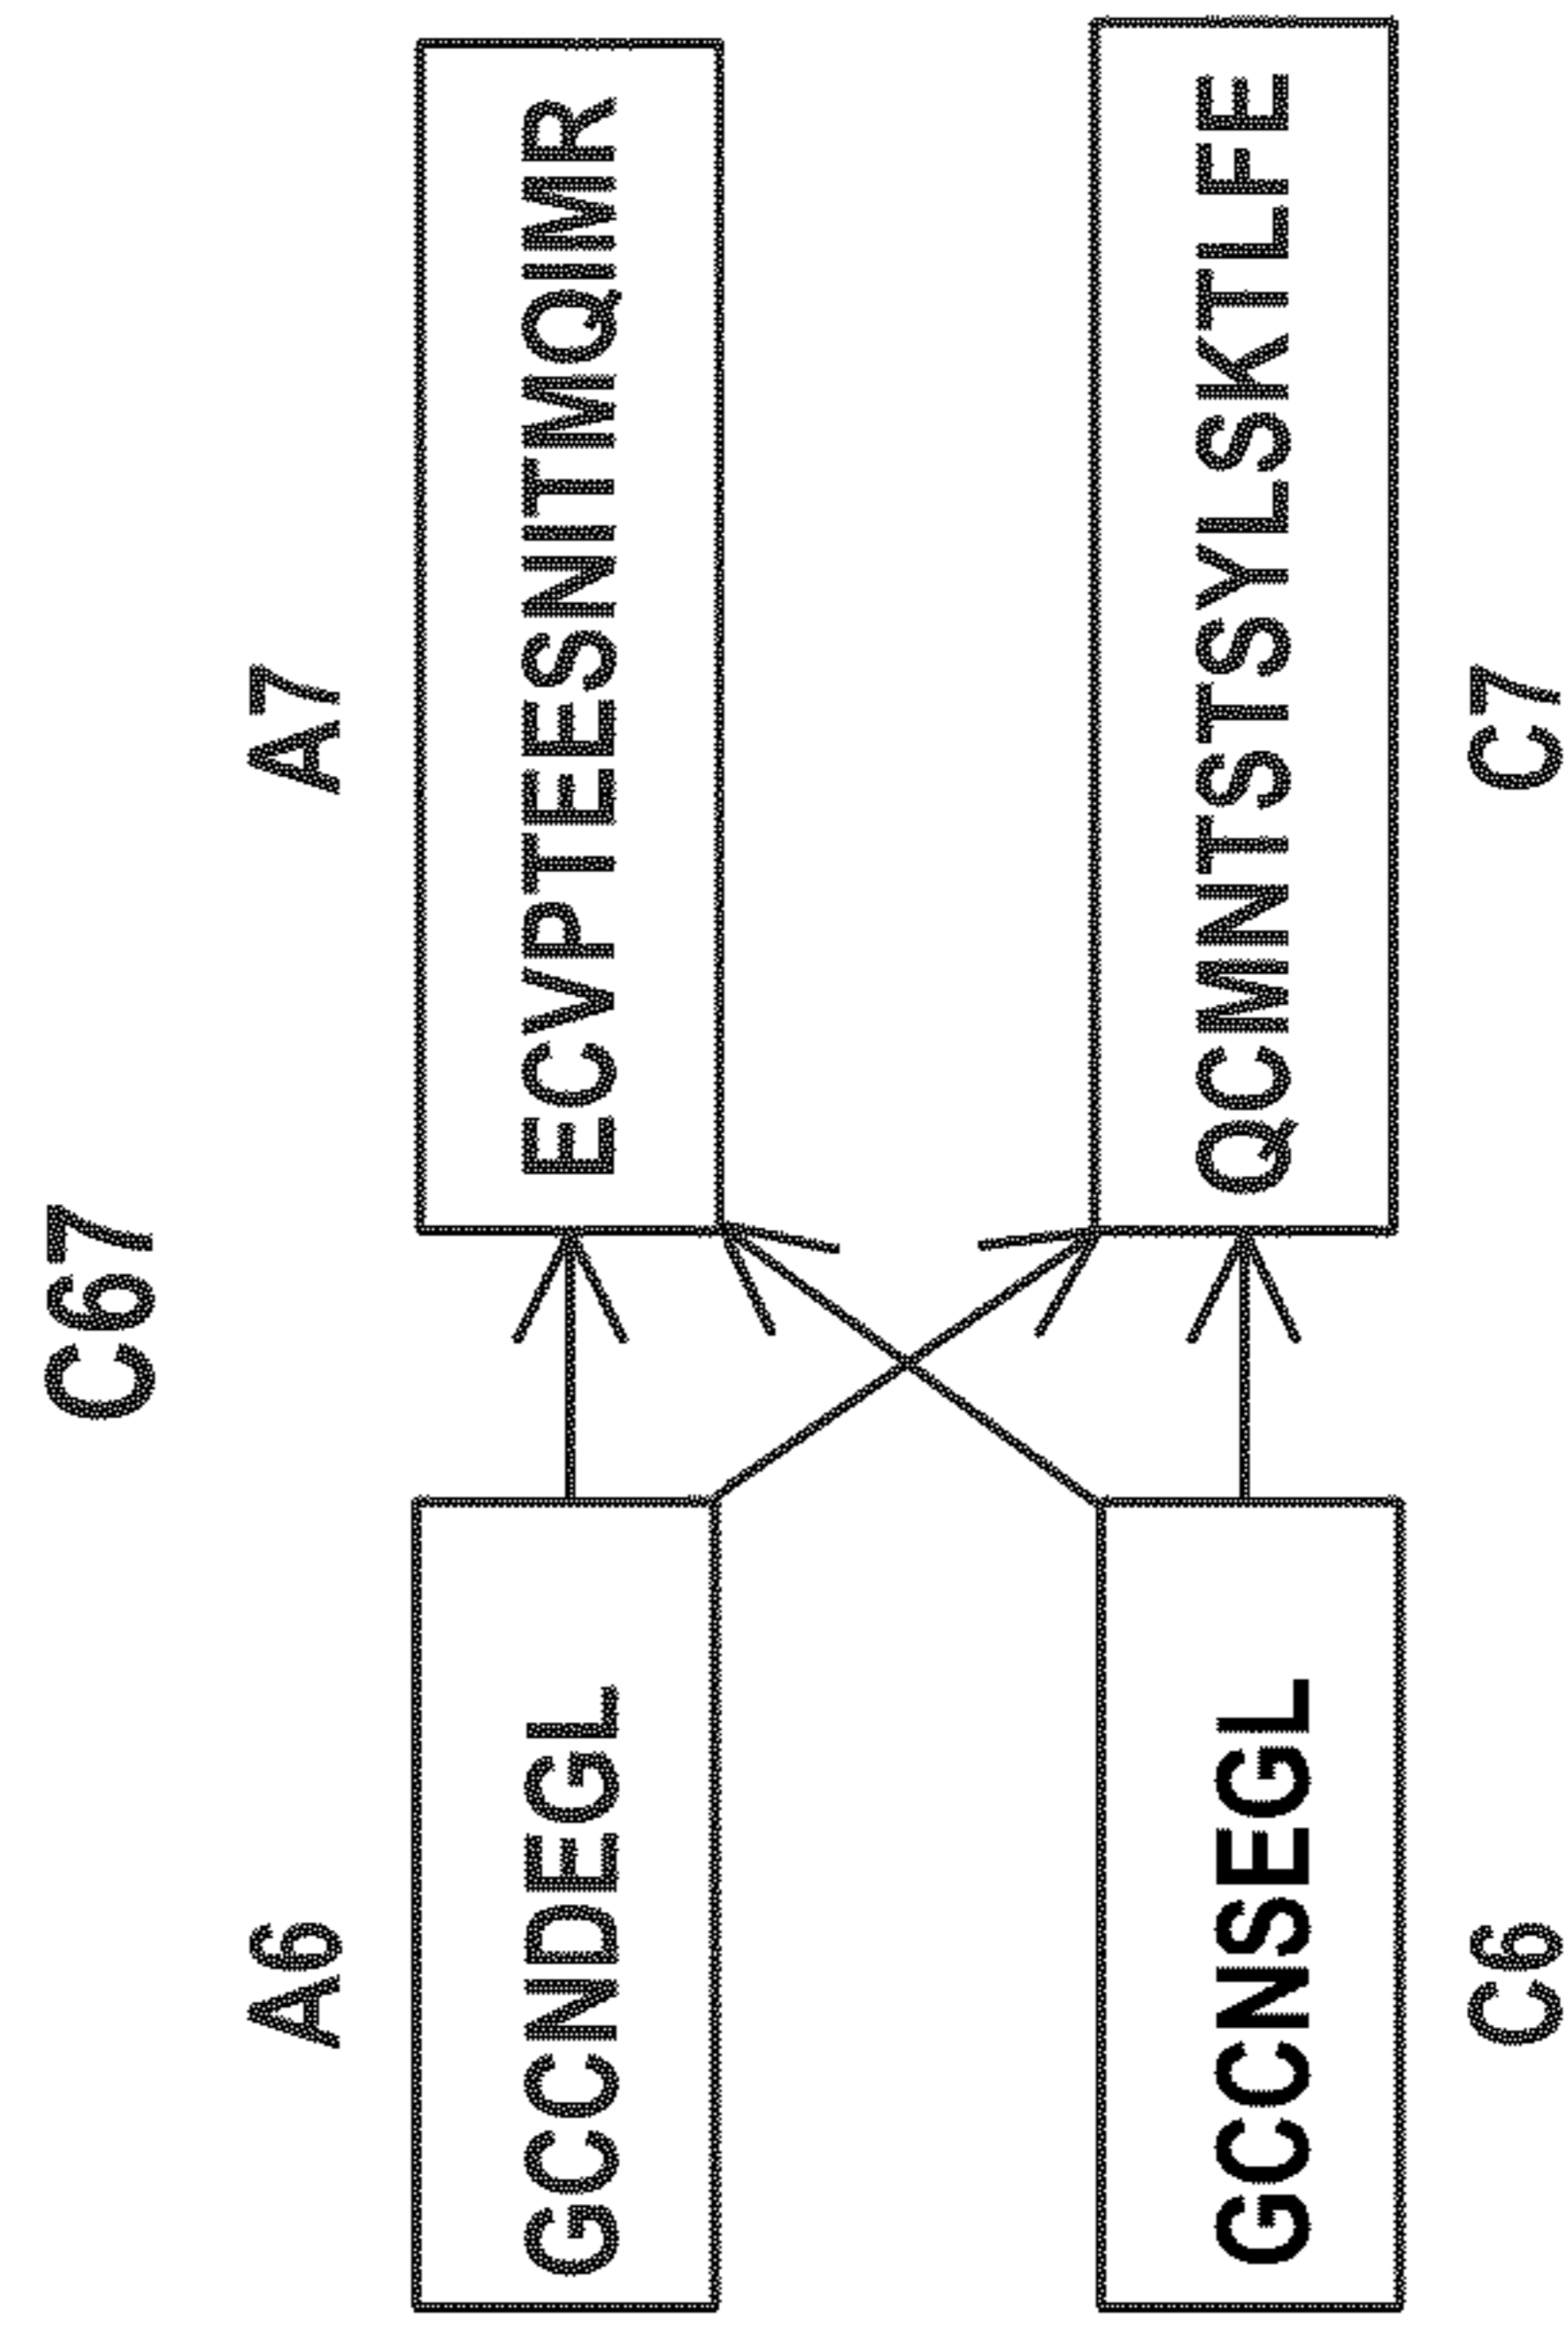 C67
A6
A7
GCCNDEGL
ECVPTEESNITMQIMR
GCCNSEGL
QCMNTSTSYLSKTLFE
C6
C7